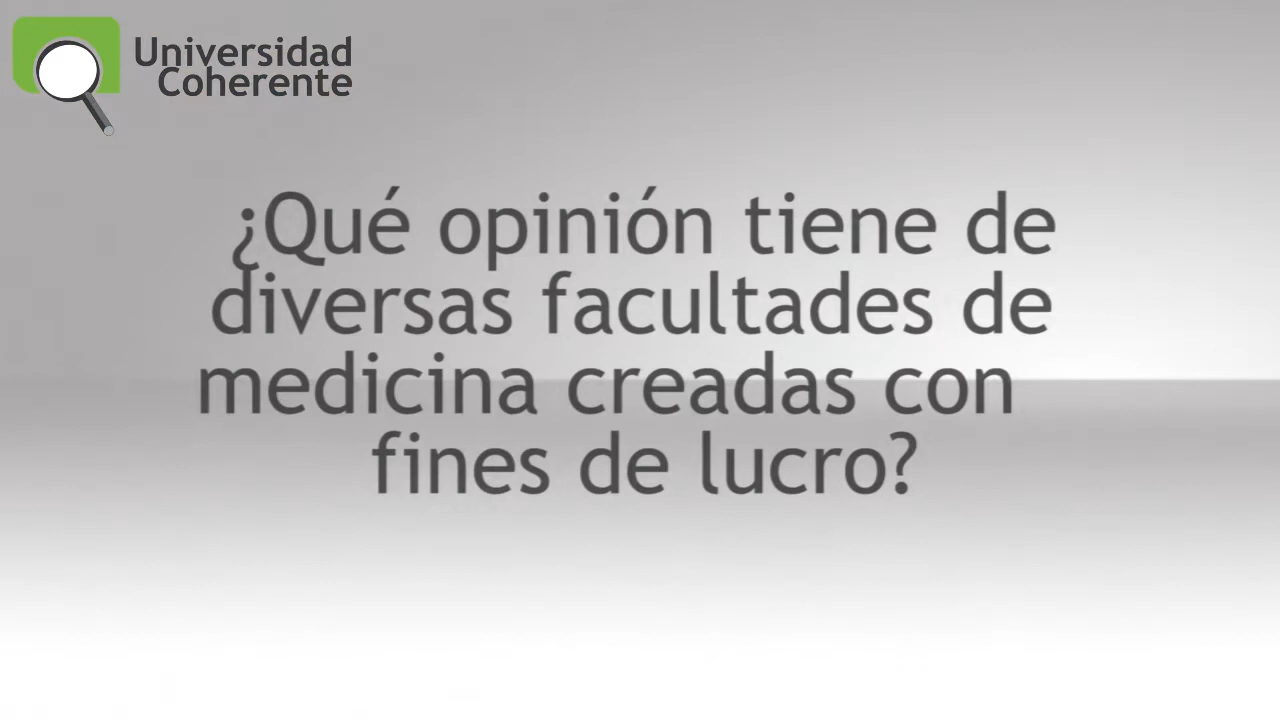 Universidad
Coherente
¿Qué opinión tiene de
diversas facultades de
medicina creadas con
fines de lucro?